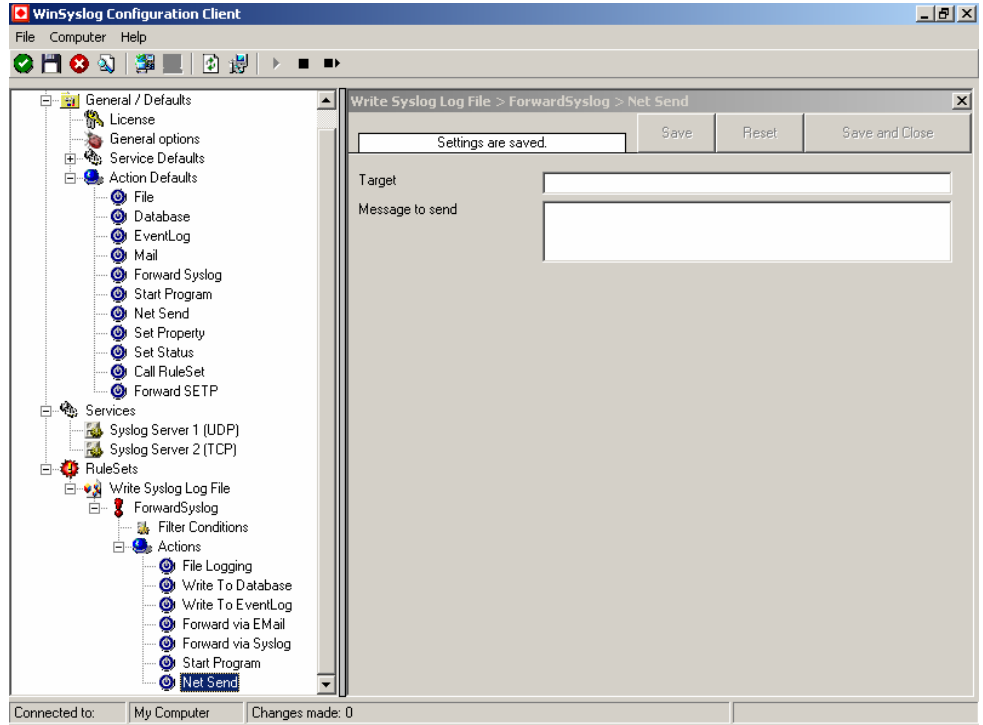 WinSyslog Configuration Client
File Computer Help
General / Defaults
License
General options
Service Defaults
Action Defaults
File
Database
EventLog
Mail
Forward Syslog
Start Program
Net Send
Set Property
Set Status
Call RuleSet
Forward SETP
Services
Syslog Server 1 (UDP)
Syslog Server 2 (TCP)
RuleSets
Write Syslog Log File
ForwardSyslog
Filter Conditions
Actions
File Logging
Write To Database
Write To EventLog
Forward via EMail
Forward via Syslog
Start Program
Net Send
Write Syslog Log File > ForwardSyslog > Net Send
Settings are saved.
Save Reset Save and Close
Target
Message to send
Connected to: My Computer Changes made: 0